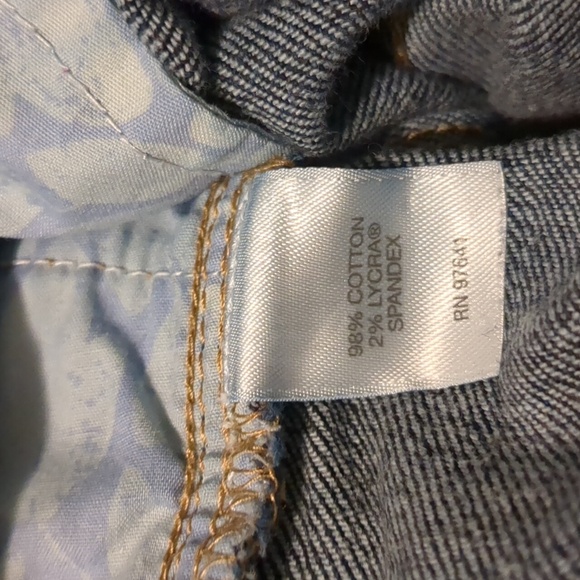 98% COTTON
2% LYCRA®
SPANDEX
RN 97641